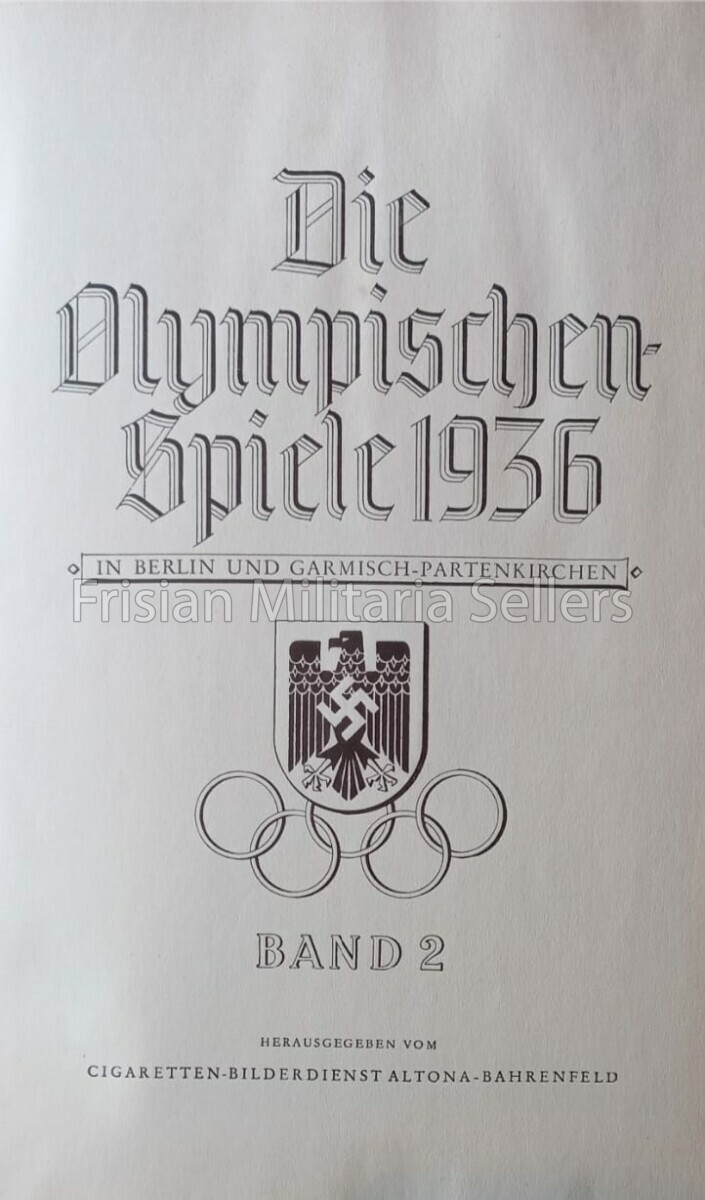 Die
Olympischen-
Spiele 1936
IN BERLIN UND GARMISCH-PARTENKIRCHEN
Frisian Militaria Sellers
BAND 2
HERAUSGEGEBEN VOM
CIGARETTEN-BILDERDIENST ALTONA-BAHRENFELD